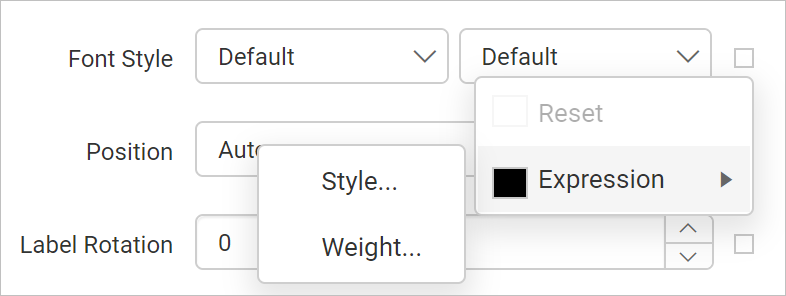 Font Style Default Default
Reset
Position Auto
Style... Expression
Weight...
Label Rotation 0